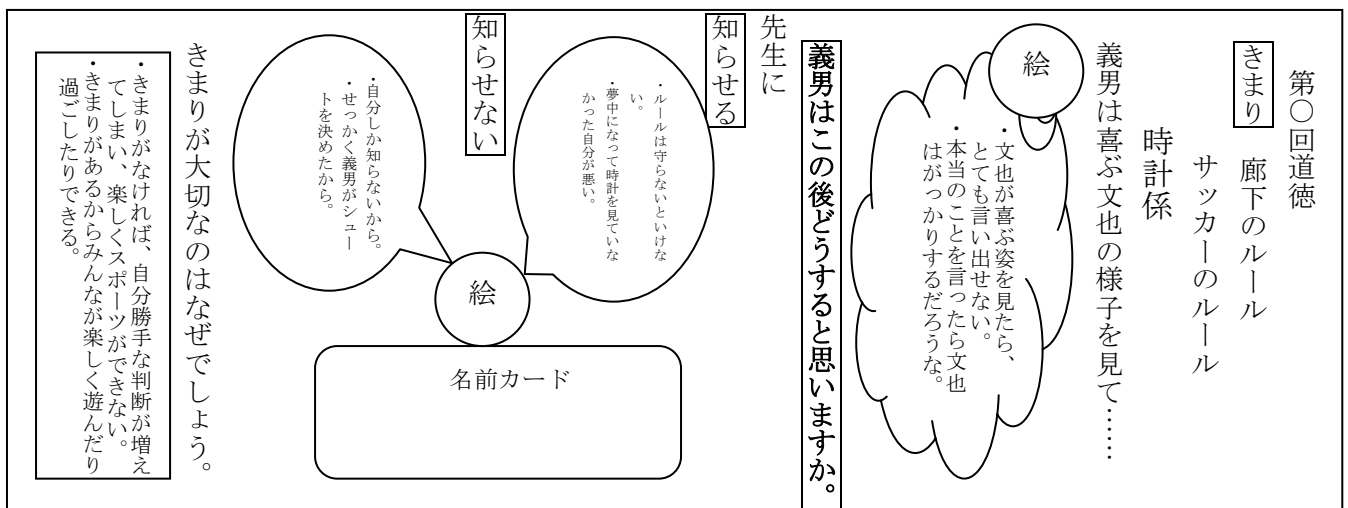 第○回道徳
きまり 廊下のルール
サッカーのルール
時計係
義男は喜ぶ文也の様子を見て……
絵
・文也が喜ぶ姿を見たら、
とても言い出せない。
・本当のことを言ったら文也
はがっかりするだろうな。
義男はこの後どうすると思いますか。
先生に
知らせる
・ルールは守らないといけな
い。
・夢中になって時計を見ていな
かった自分が悪い。
知らせない
・自分しか知らないから。
・せっかく義男がシュー
トを決めたから。
絵
名前カード
きまりが大切なのはなぜでしょう。
・きまりがなければ、自分勝手な判断が増え
てしまい、楽しくスポーツができない。
・きまりがあるからみんなが楽しく遊んだり
過ごしたりできる。